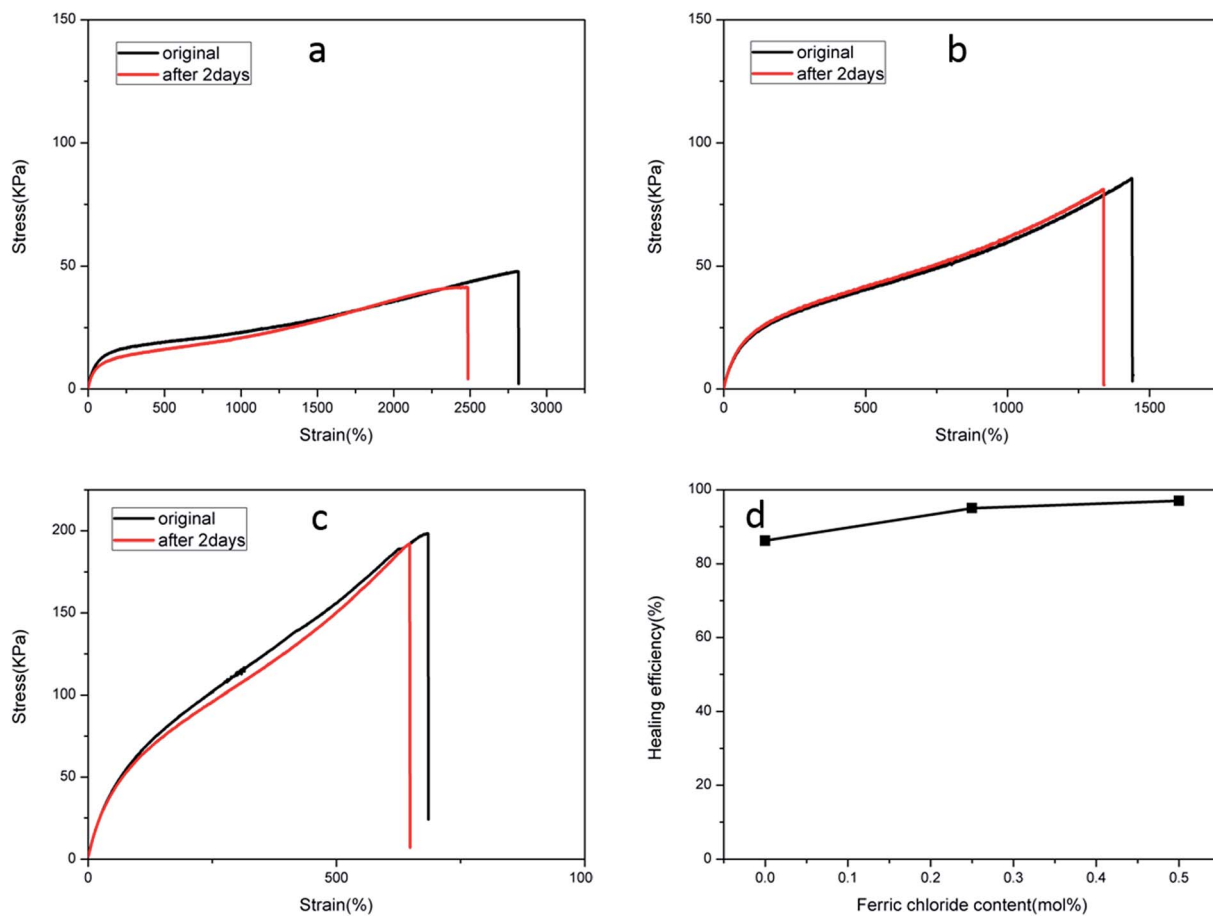 150
original
after 2days
a
100
Stress(KPa)
50
0
0
500
1000
1500
2000
2500
3000
Strain(%)
150
original
after 2days
b
100
Stress(KPa)
50
0
0
500
1000
1500
Strain(%)
original
after 2days
c
200
150
Stress(KPa)
100
50
0
0
500
100
Strain(%)
100
d
80
60
Healing efficiency(%)
40
20
0
0.0
0.1
0.2
0.3
0.4
0.5
Ferric chloride content(mol%)